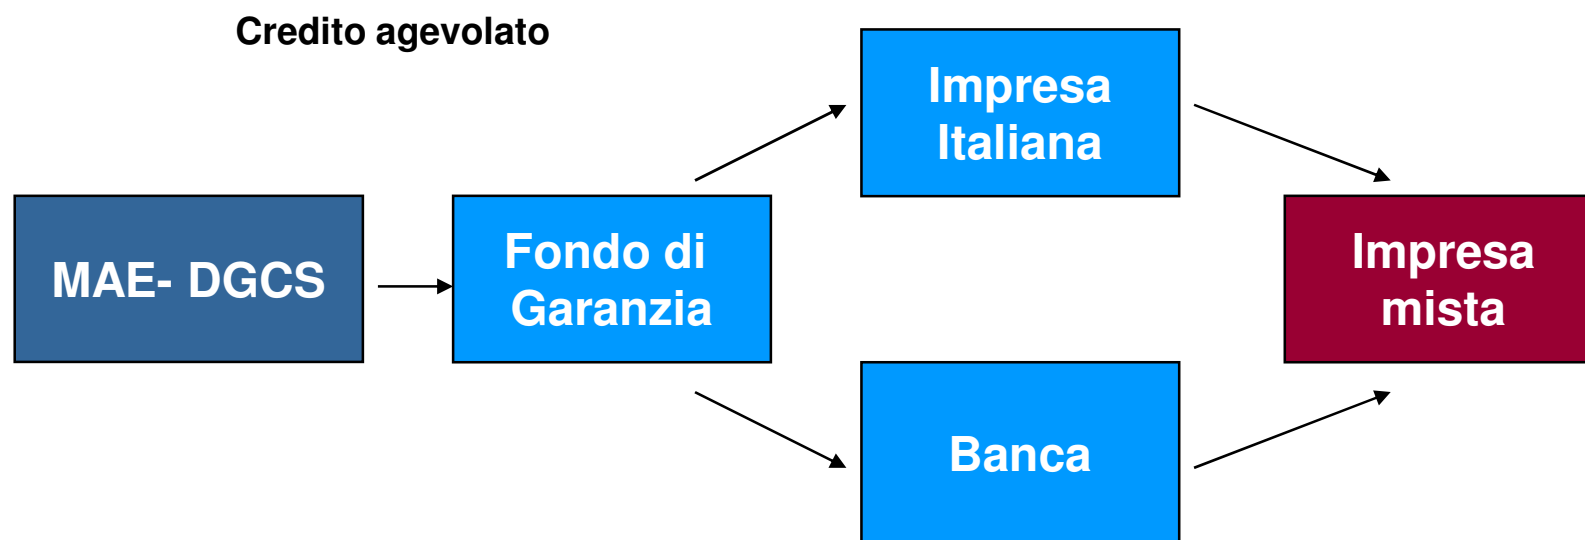 Credito agevolato
Impresa
Italiana
MAE- DGCS
Fondo di
Garanzia
Impresa
mista
Banca